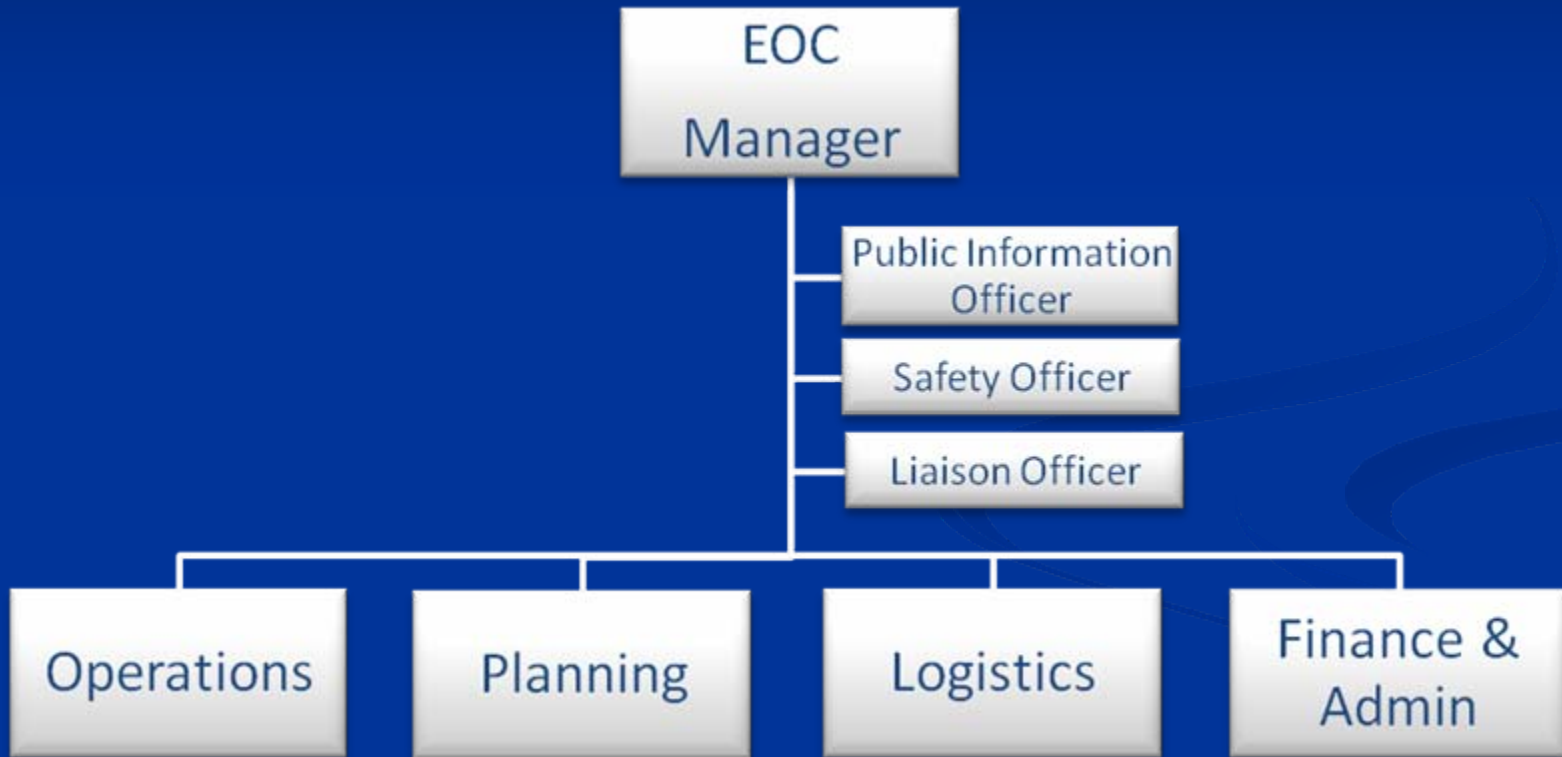 EOC
Manager
Public Information
Officer
Safety Officer
Liaison Officer
Operations
Planning
Logistics
Finance &
Admin